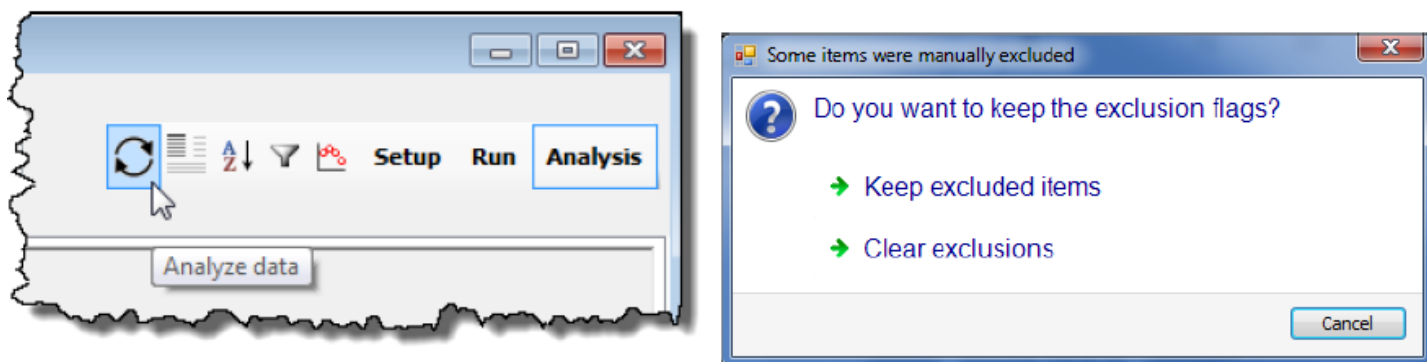 Setup Run Analysis
Analyze data
Some items were manually excluded
Do you want to keep the exclusion flags?
Keep excluded items
Clear exclusions
Cancel